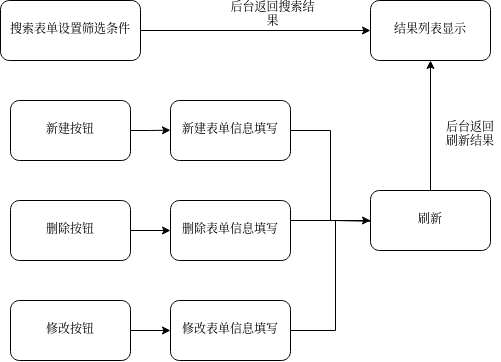 后台返回搜索结
果
搜索表单设置筛选条件
结果列表显示
新建按钮
新建表单信息填写
后台返回
刷新结果
删除按钮
删除表单信息填写
刷新
修改按钮
修改表单信息填写